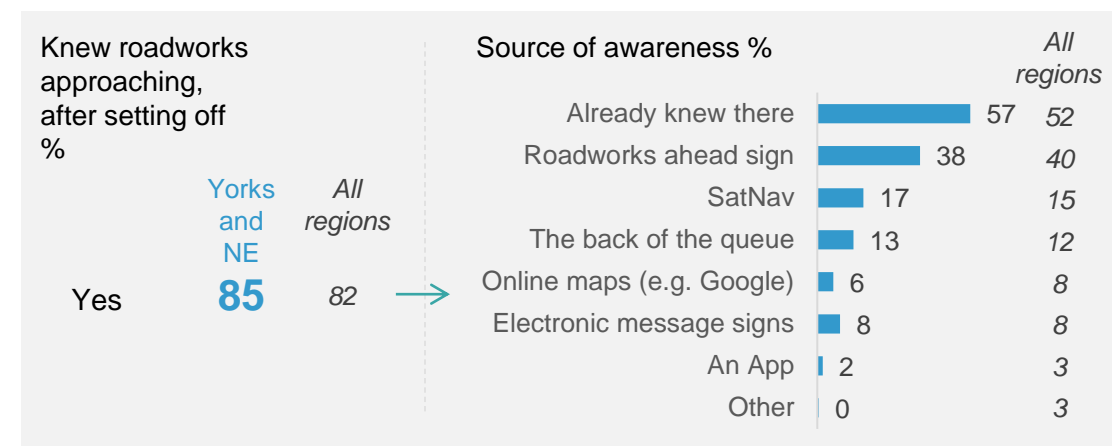 Knew roadworks
approaching,
after setting off
%
Yorks
and
NE
All
regions
Yes
85
82
Source of awareness %
All
regions
Already knew there 57 52
Roadworks ahead sign 38 40
SatNav 17 15
The back of the queue 13 12
Online maps (e.g. Google) 6 8
Electronic message signs 8 8
An App 2 3
Other 0 3